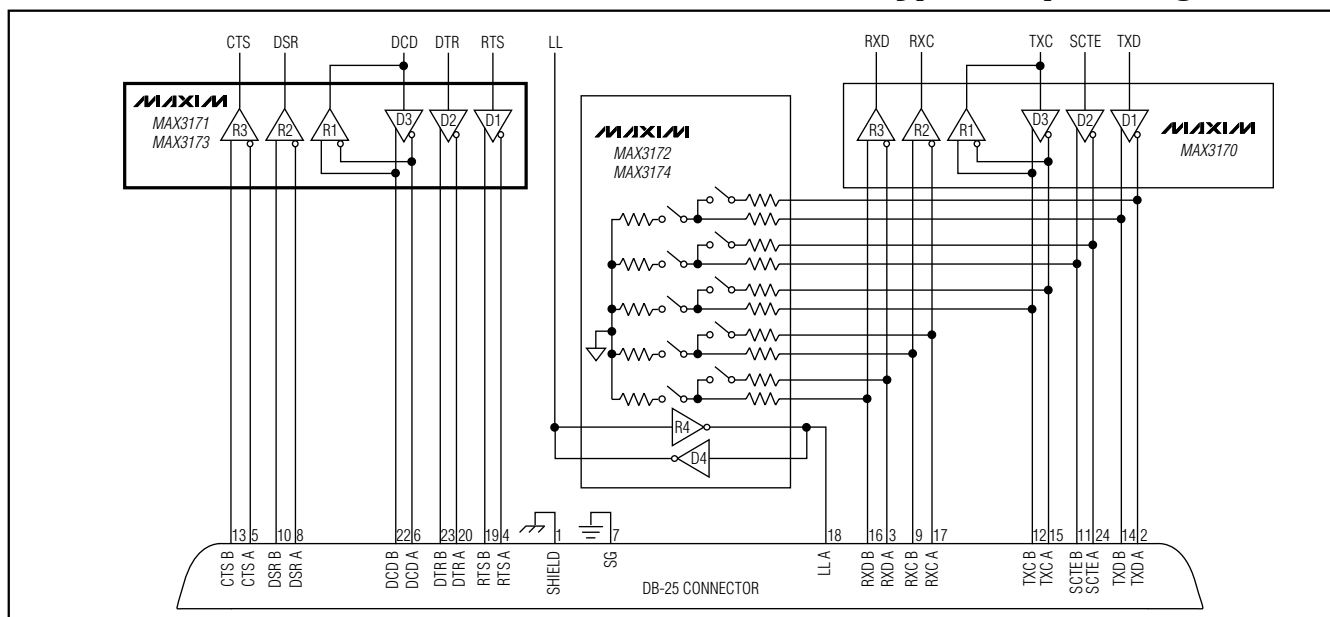 CTS DSR DCD DTR RTS LL RXD RXC TXC SCTE TXD
MAXIM
MAX3171
MAX3173
R3 R2 R1 D3 D2 D1
MAXIM
MAX3172
MAX3174
R3 R2 R1 D3 D2 D1
MAXIM
MAX3170
R4
D4
13 5 10 8 22 6 23 20 19 4 1 7 18 16 3 9 17 12 15 11 24 14 2
CTS B
CTS A
DSR B
DSR A
DCD B
DCD A
DTR B
DTR A
RTS B
RTS A
SHIELD
SG
LL A
RXD B
RXD A
RXC B
RXC A
TXC B
TXC A
SCTE B
SCTE A
TXD B
TXD A
DB-25 CONNECTOR